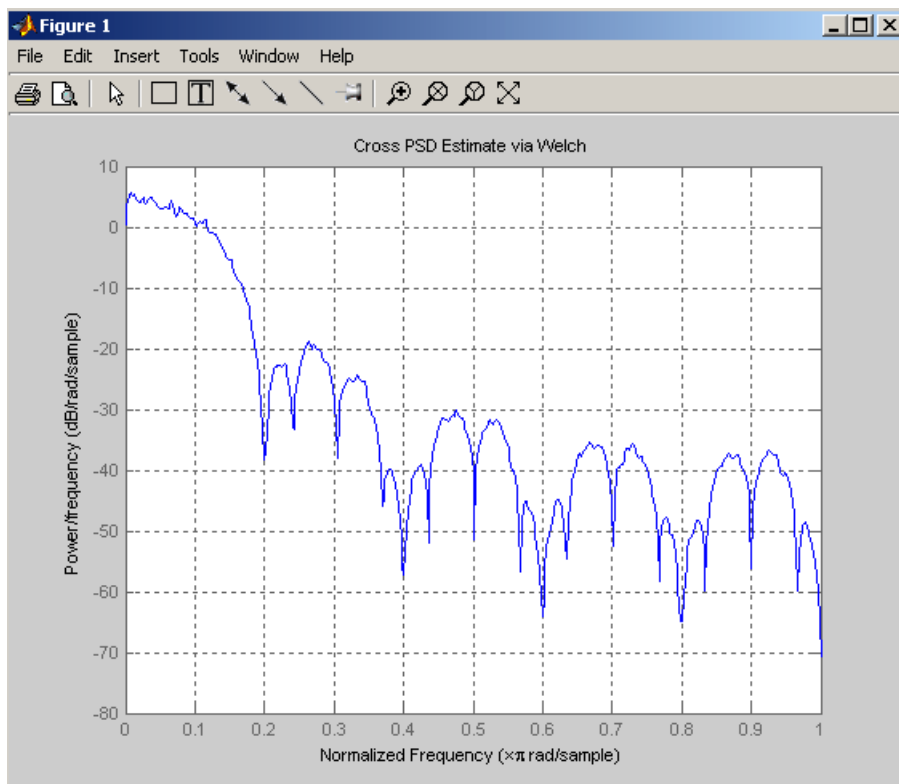 Figure 1
File Edit Insert Tools Window Help
T
Cross PSD Estimate via Welch
Power/frequency (dB/rad/sample)
10
0
-10
-20
-30
-40
-50
-60
-70
-80
0 0.1 0.2 0.3 0.4 0.5 0.6 0.7 0.8 0.9 1
Normalized Frequency (×π rad/sample)